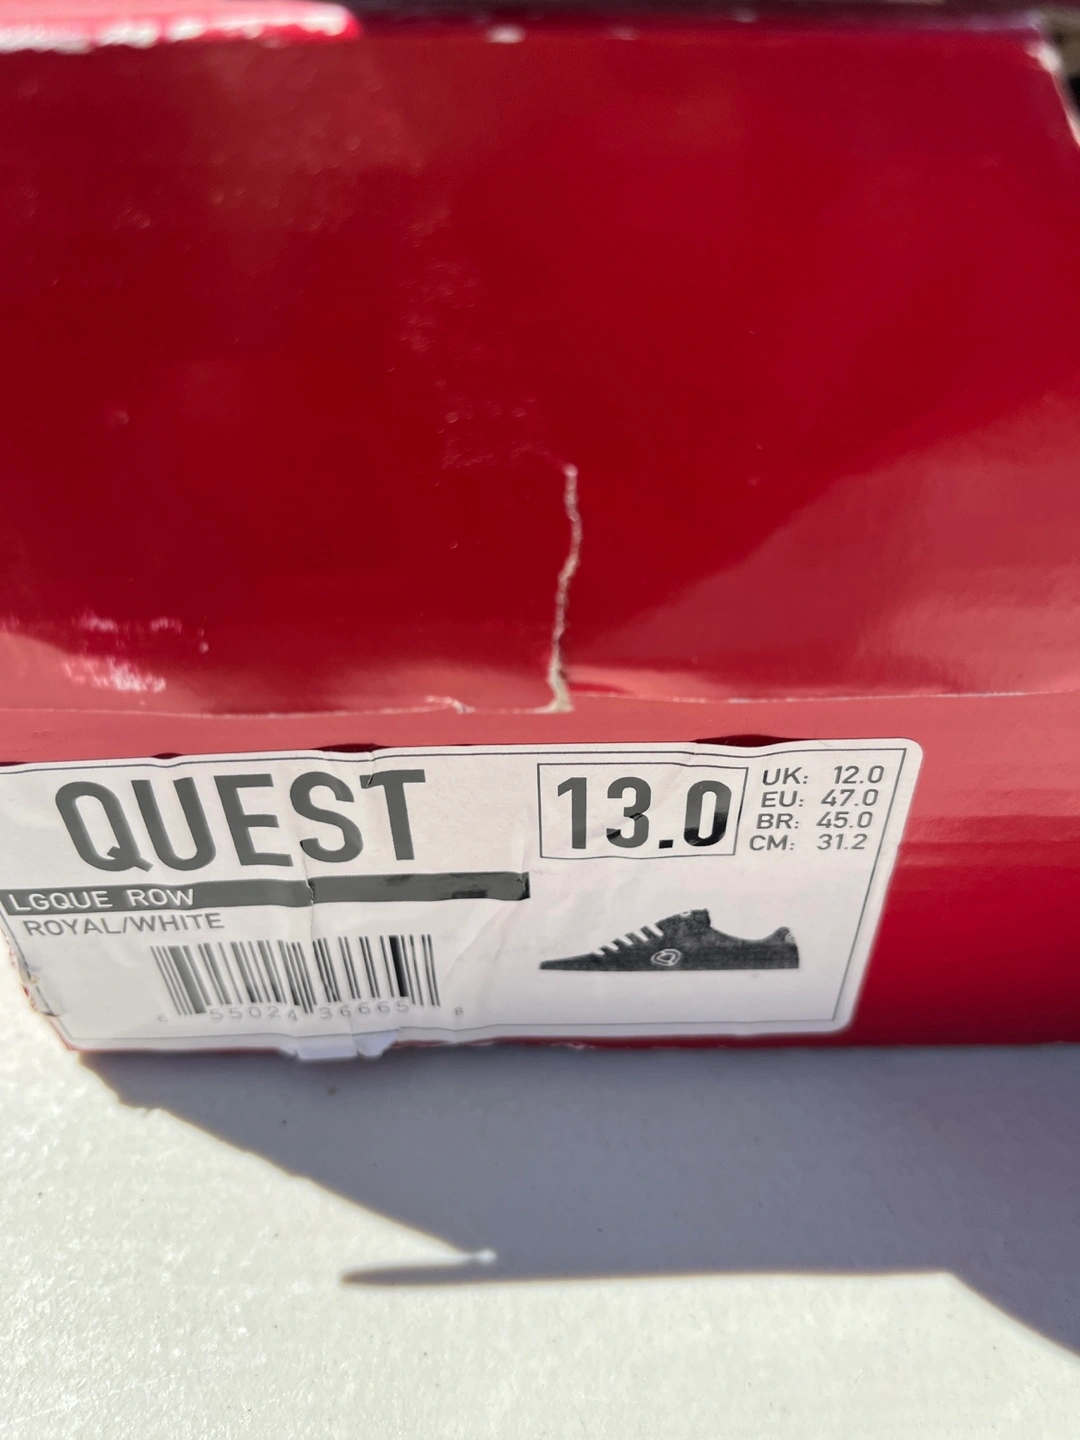 QUEST
13.0
UK: 12.0
EU: 47.0
BR: 45.0
CM: 31.2
LGQUE ROW
ROYAL/WHITE
6 55024 36665 8